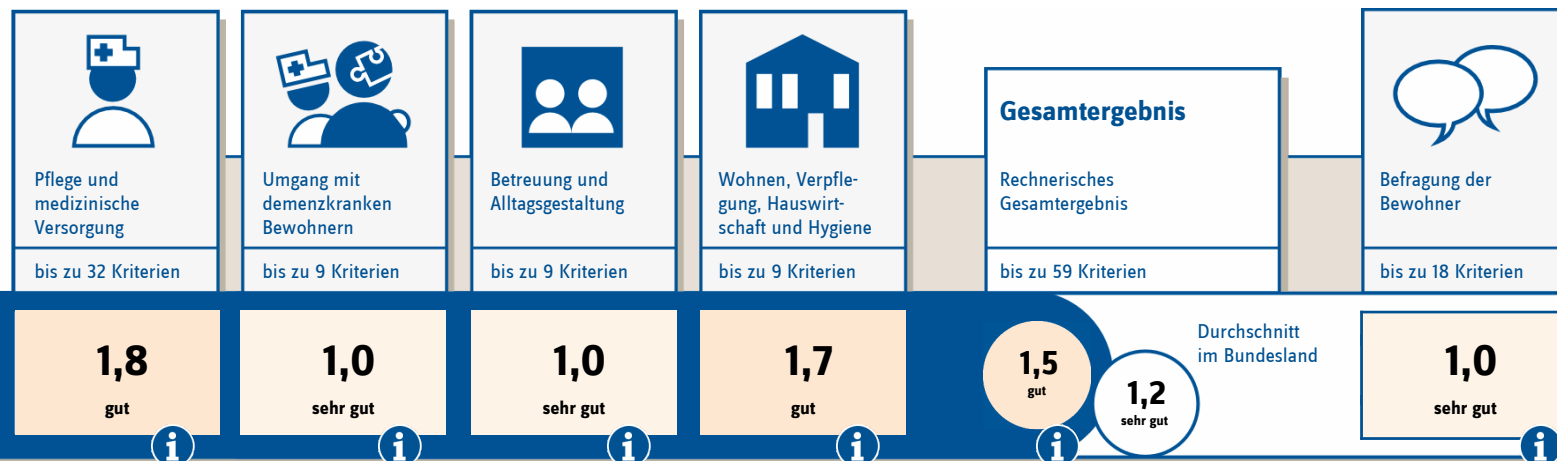 Pflege und
medizinische
Versorgung
bis zu 32 Kriterien
1,8
gut
Umgang mit
demenzkranken
Bewohnern
bis zu 9 Kriterien
1,0
sehr gut
Betreuung und
Alltagsgestaltung
bis zu 9 Kriterien
1,0
sehr gut
Wohnen, Verpfle-
gung, Hauswirt-
schaft und Hygiene
bis zu 9 Kriterien
1,7
gut
Gesamtergebnis
Rechnerisches
Gesamtergebnis
bis zu 59 Kriterien
1,5
gut
Durchschnitt
im Bundesland
1,2
sehr gut
Befragung der
Bewohner
bis zu 18 Kriterien
1,0
sehr gut